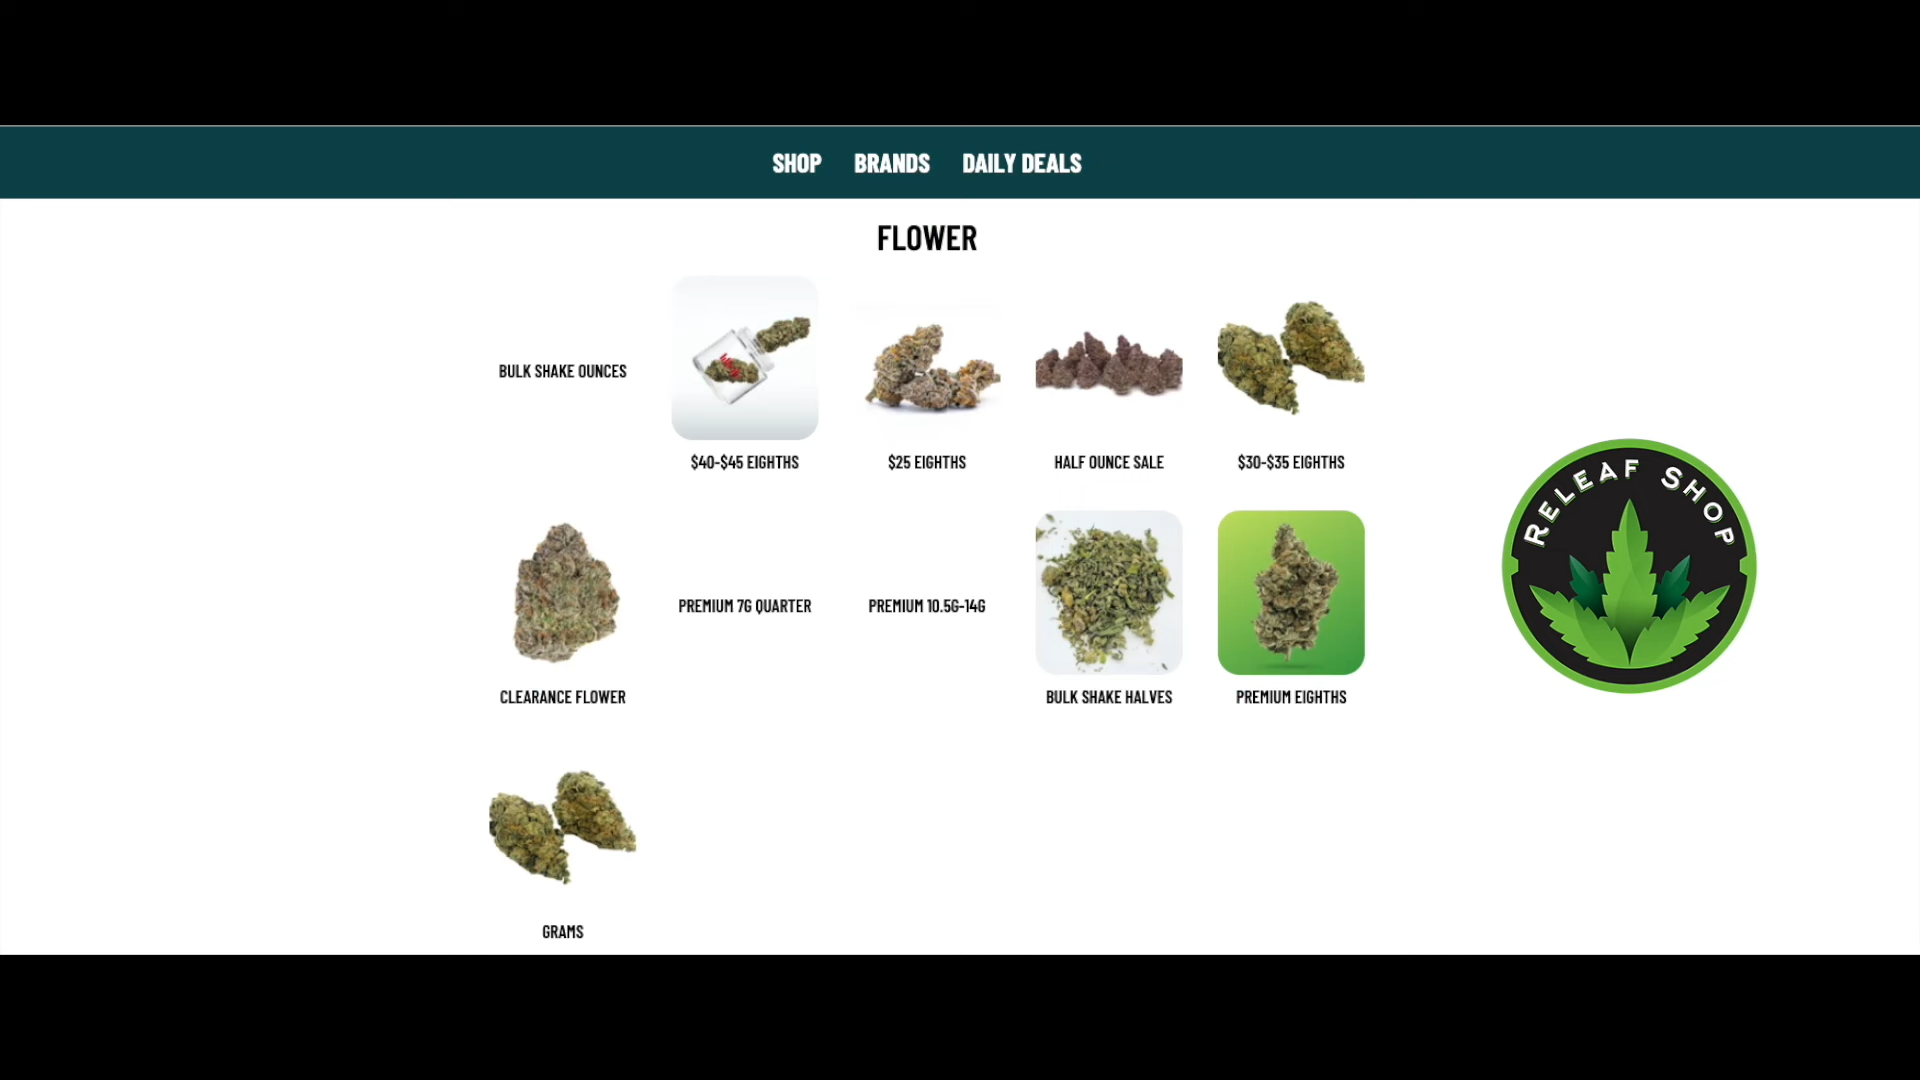 SHOP BRANDS DAILY DEALS
FLOWER
BULK SHAKE OUNCES
$40-$45 EIGHTHS
$25 EIGHTHS
HALF OUNCE SALE
$30-$35 EIGHTHS
CLEARANCE FLOWER
PREMIUM 7G QUARTER
PREMIUM 10.5G-14G
BULK SHAKE HALVES
PREMIUM EIGHTHS
GRAMS
RELEAF SHOP